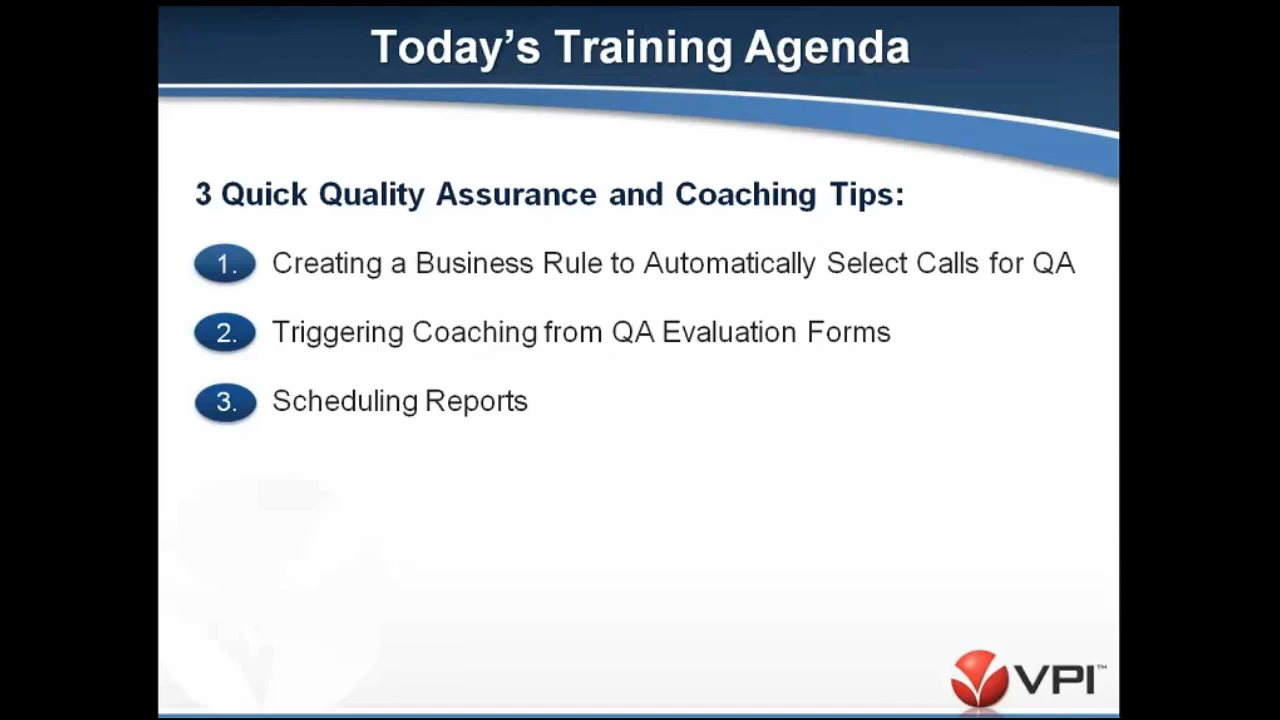 Today’s Training Agenda
3 Quick Quality Assurance and Coaching Tips:
1. Creating a Business Rule to Automatically Select Calls for QA
2. Triggering Coaching from QA Evaluation Forms
3. Scheduling Reports
VPI™